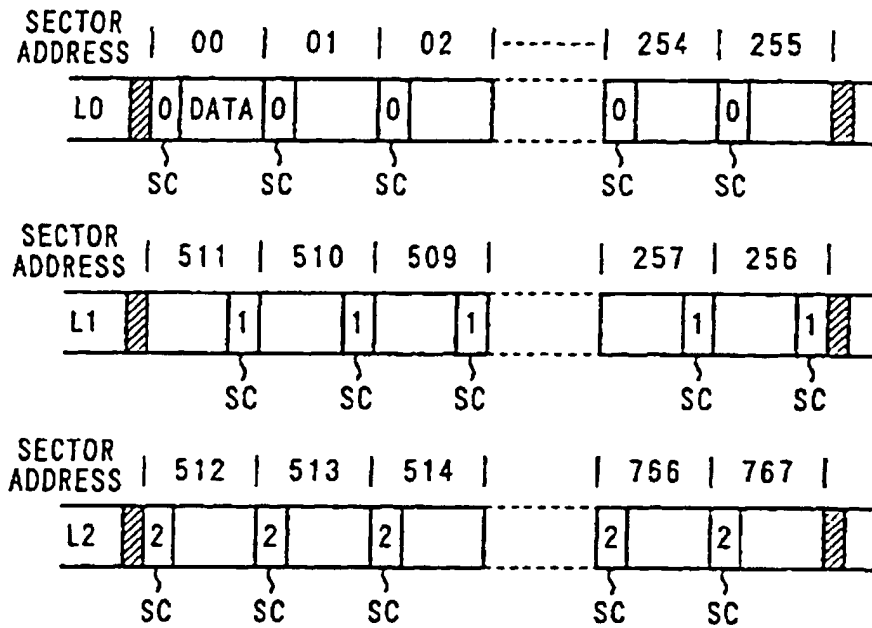 SECTOR
ADDRESS | 00 | 01 | 02 |------| 254 | 255 |
L0 0 DATA 0 0 0 0
SC SC SC SC SC
SECTOR
ADDRESS | 511 | 510 | 509 | | 257 | 256 |
L1 1 1 1 1 1
SC SC SC SC SC
SECTOR
ADDRESS | 512 | 513 | 514 | | 766 | 767 |
L2 2 2 2 2 2
SC SC SC SC SC